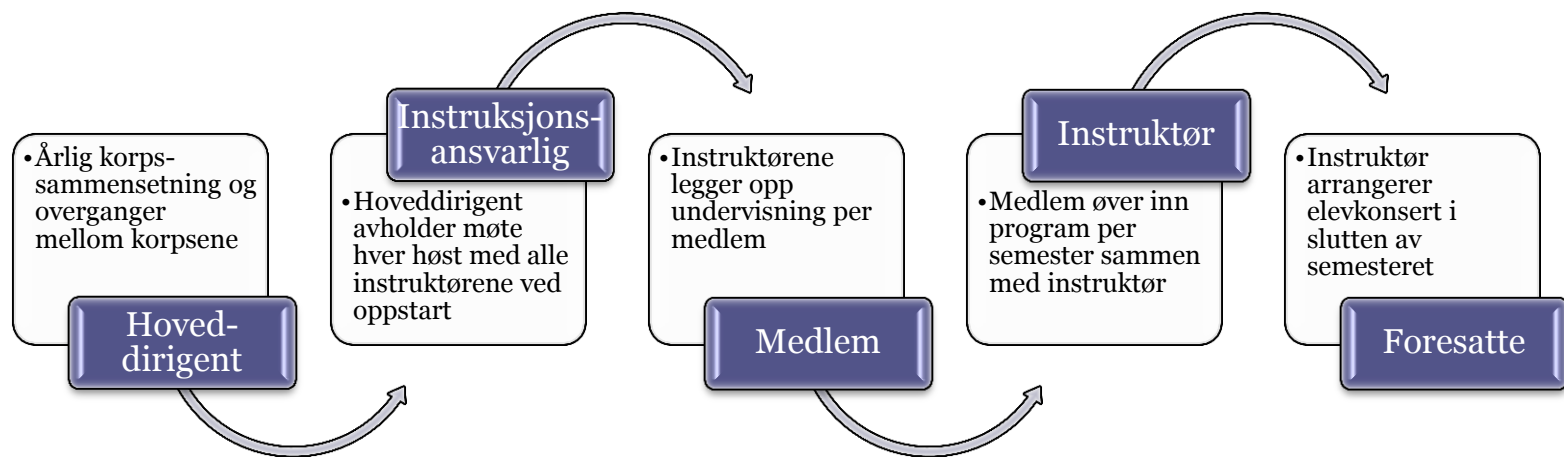 •Årlig korps-
sammensetning og
overganger
mellom korpsene
Hoved-
dirigent
Instruksjons-
ansvarlig
•Hoveddirigent
avholder møte
hver høst med alle
instruktørene ved
oppstart
•Instruktørene
legger opp
undervisning per
medlem
Medlem
Instruktør
•Medlem øver inn
program per
semester sammen
med instruktør
•Instruktør
arrangerer
elevkonsert i
slutten av
semesteret
Foresatte